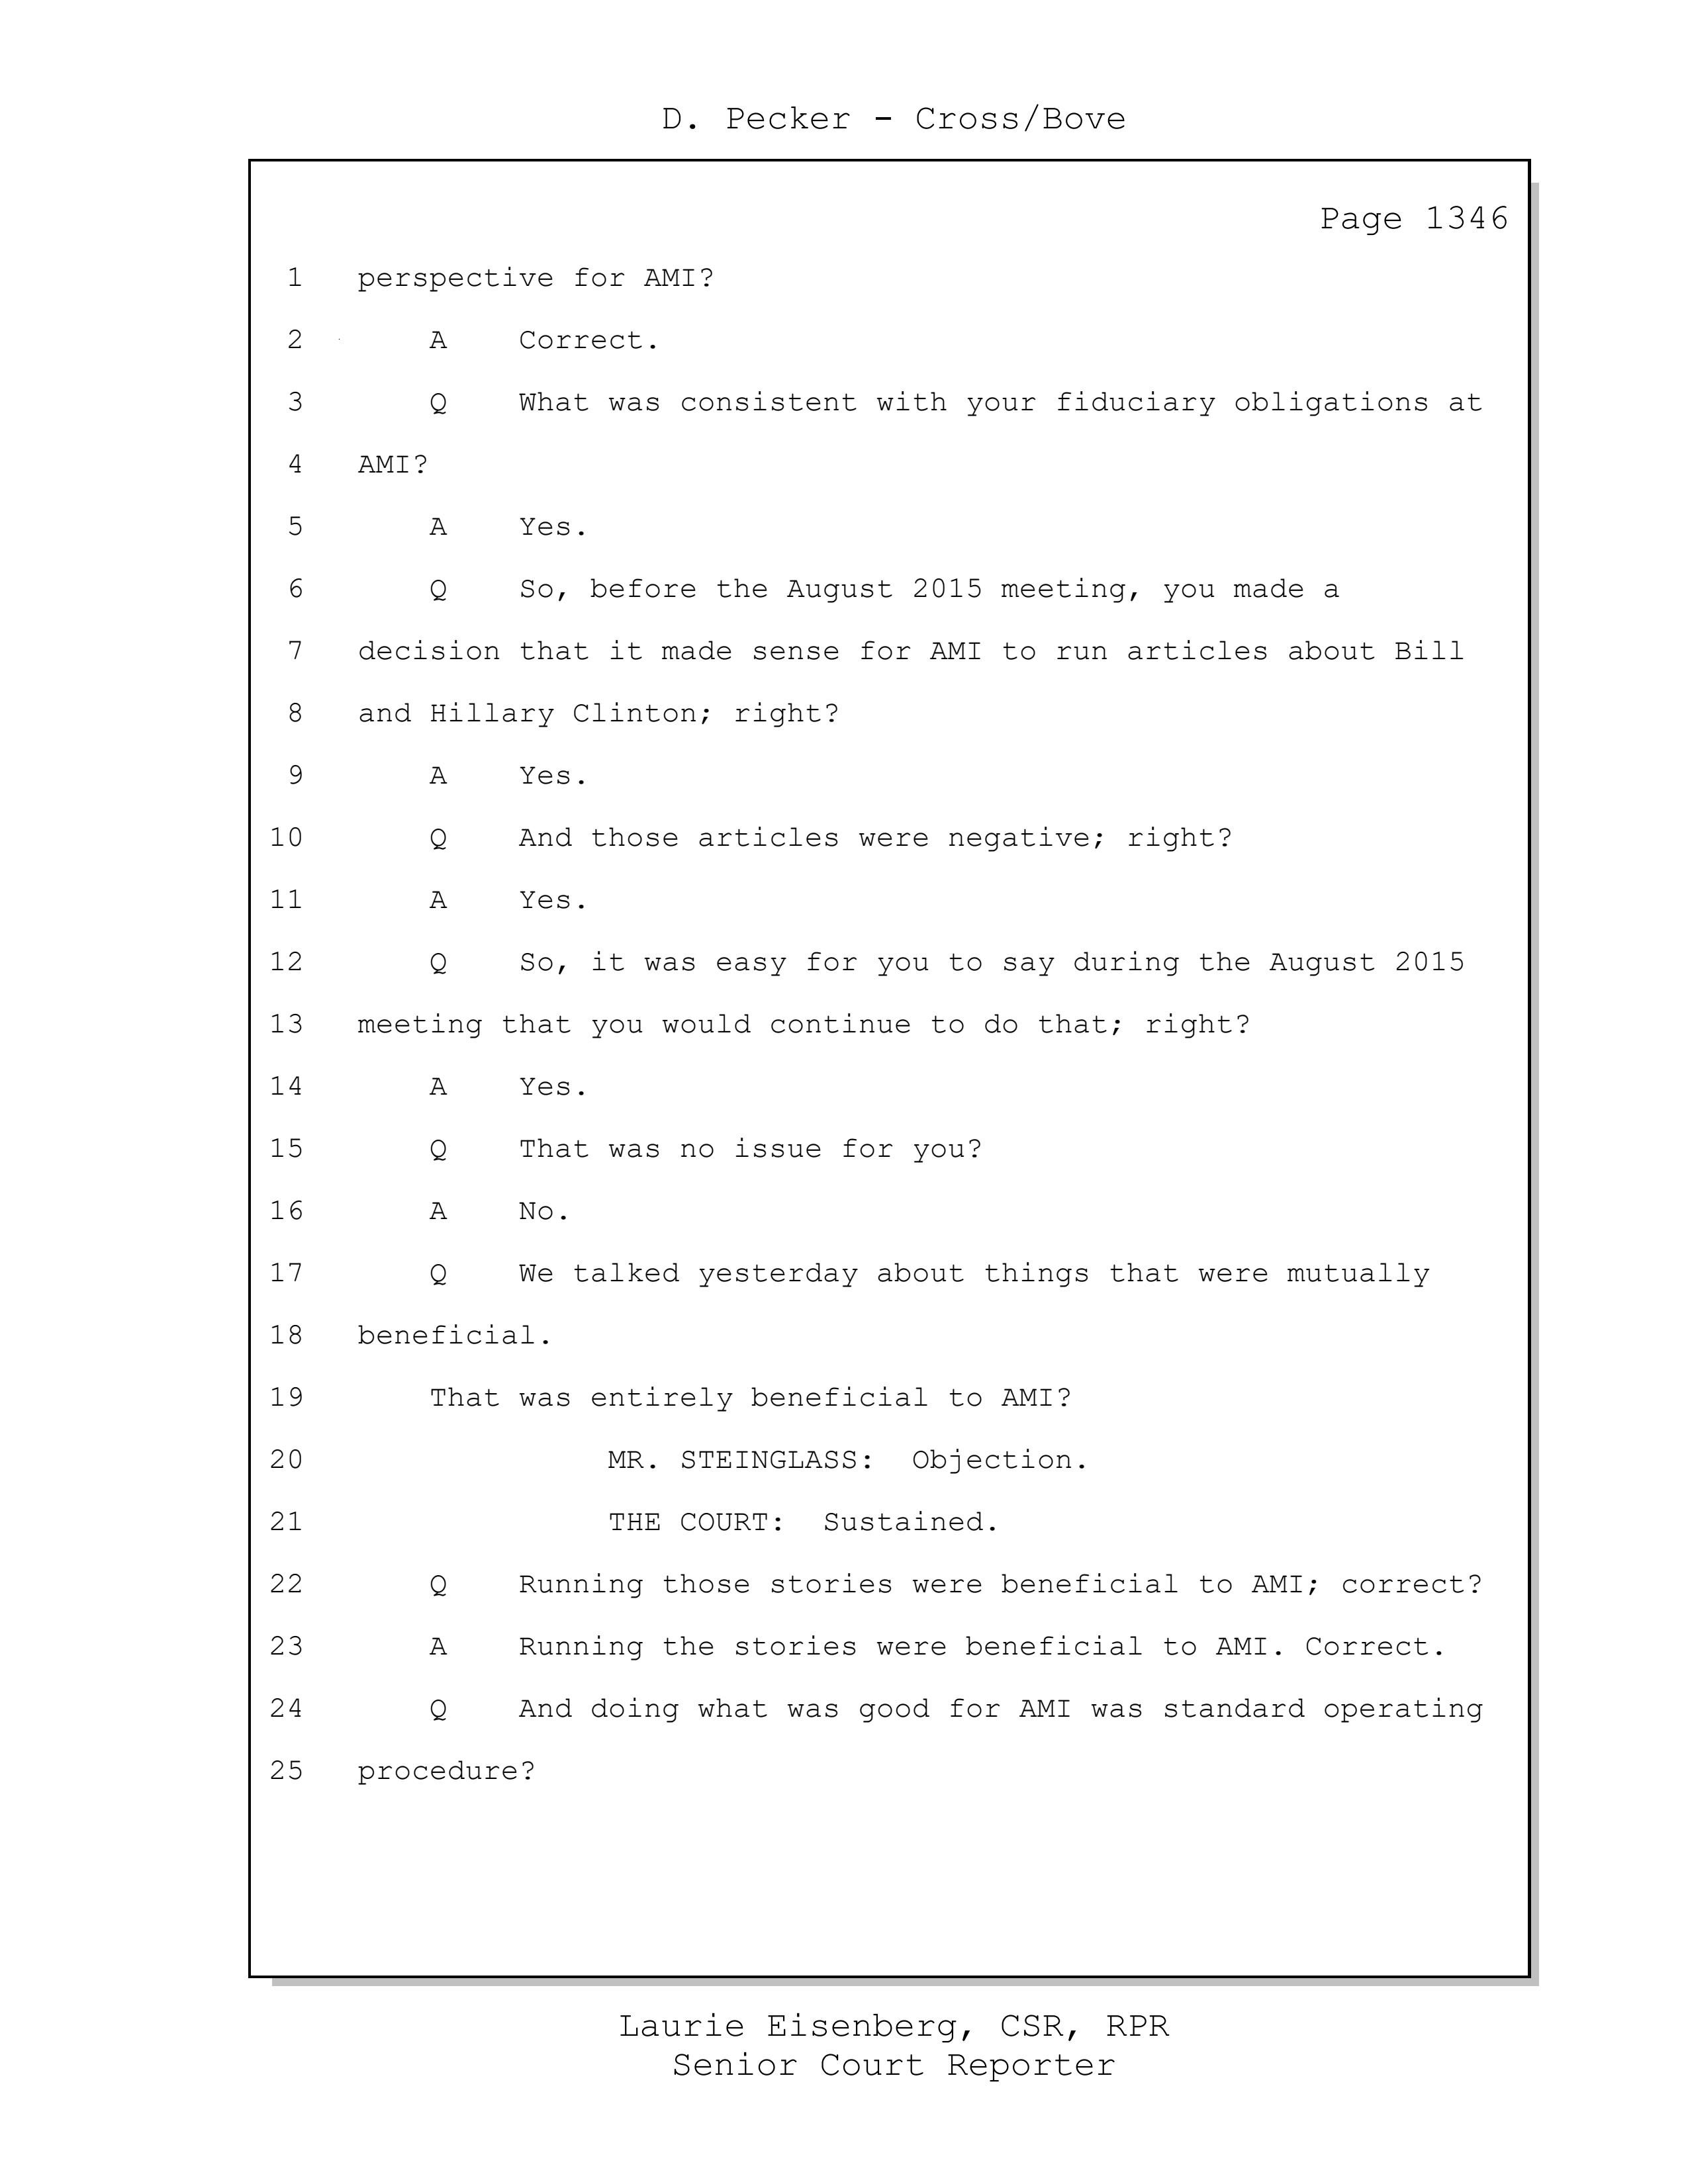 D. Pecker - Cross/Bove
Page 1346
1 perspective for AMI?
2 A Correct.
3 Q What was consistent with your fiduciary obligations at
4 AMI?
5 A Yes.
6 Q So, before the August 2015 meeting, you made a
7 decision that it made sense for AMI to run articles about Bill
8 and Hillary Clinton; right?
9 A Yes.
10 Q And those articles were negative; right?
11 A Yes.
12 Q So, it was easy for you to say during the August 2015
13 meeting that you would continue to do that; right?
14 A Yes.
15 Q That was no issue for you?
16 A No.
17 Q We talked yesterday about things that were mutually
18 beneficial.
19 That was entirely beneficial to AMI?
20 MR. STEINGLASS: Objection.
21 THE COURT: Sustained.
22 Q Running those stories were beneficial to AMI; correct?
23 A Running the stories were beneficial to AMI. Correct.
24 Q And doing what was good for AMI was standard operating
25 procedure?
Laurie Eisenberg, CSR, RPR
Senior Court Reporter